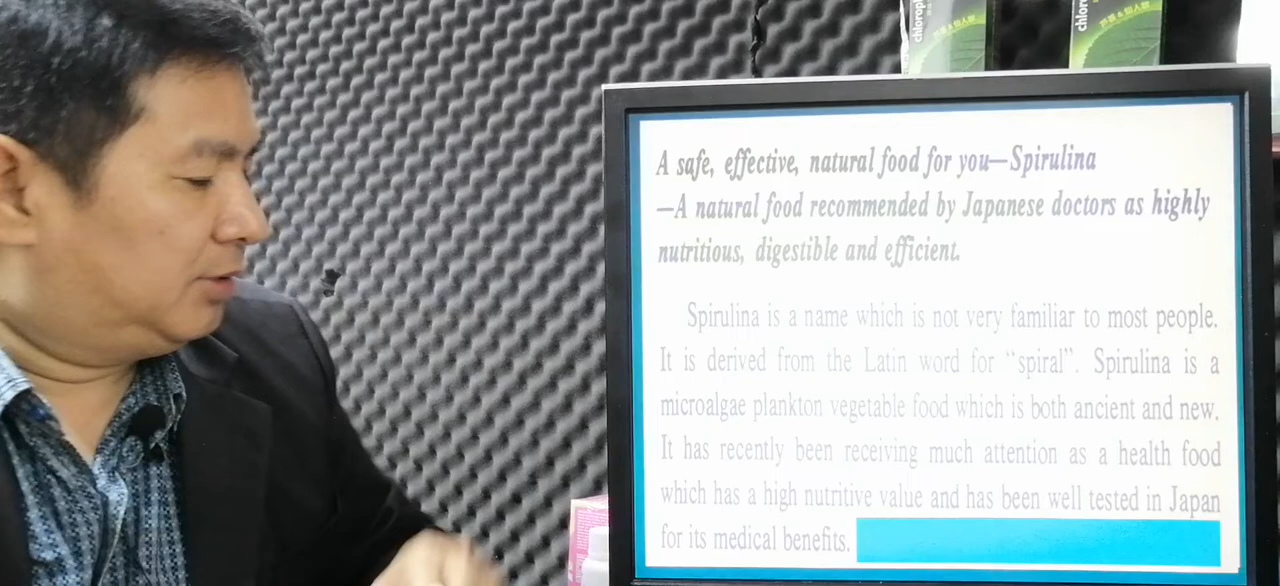 chlorop
chloro
A safe, effective, natural food for you—Spirulina
—A natural food recommended by Japanese doctors as highly
nutritious, digestible and efficient.
Spirulina is a name which is not very familiar to most people.
It is derived from the Latin word for “spiral”. Spirulina is a
microalgae plankton vegetable food which is both ancient and new.
It has recently been receiving much attention as a health food
which has a high nutritive value and has been well tested in Japan
for its medical benefits.